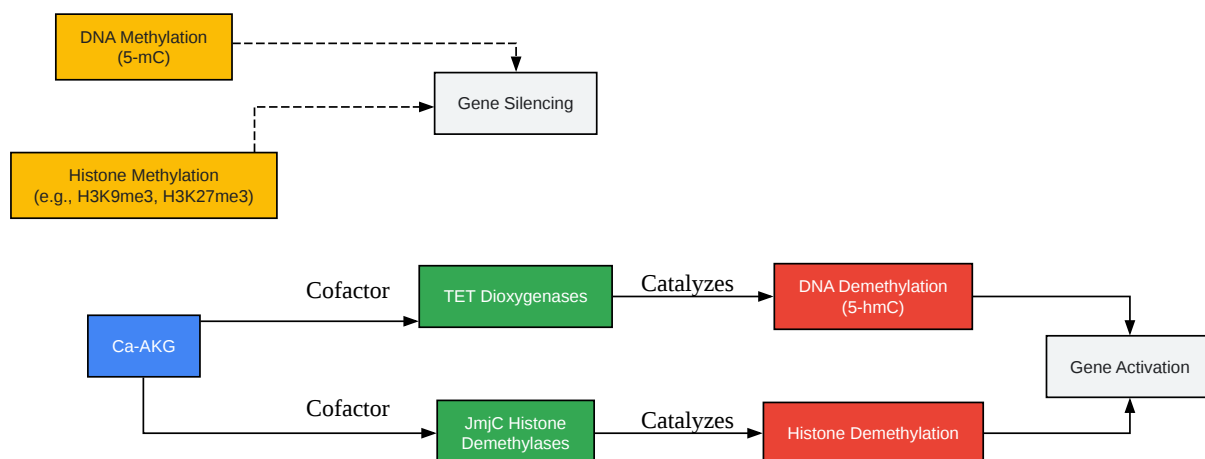 DNA Methylation
(5-mC)
Gene Silencing
Histone Methylation
(e.g., H3K9me3, H3K27me3)
Cofactor
TET Dioxygenases
Catalyzes
DNA Demethylation
(5-hmC)
Ca-AKG
Gene Activation
Cofactor
JmjC Histone
Demethylases
Catalyzes
Histone Demethylation